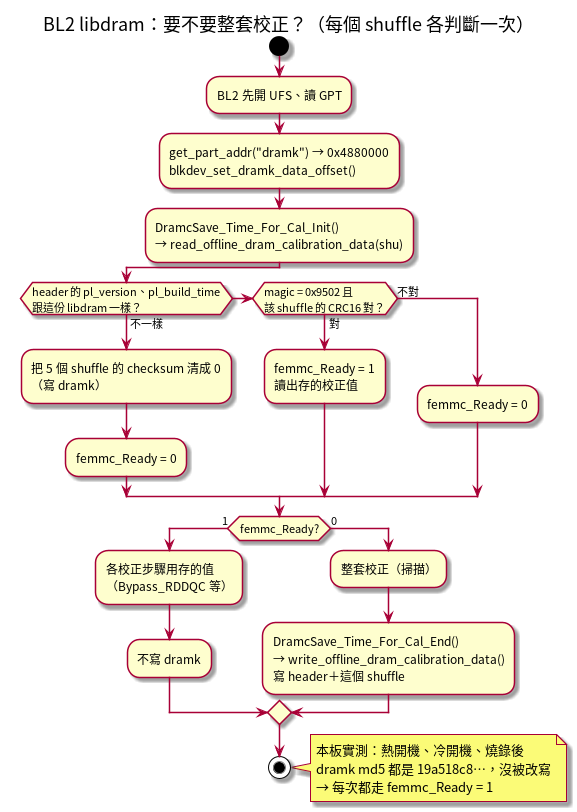 BL2 libdram：要不要整套校正？（每個 shuffle 各判斷一次）
BL2 先開 UFS、讀 GPT
get_part_addr("dramk") → 0x4880000
blkdev_set_dramk_data_offset()
DramcSave_Time_For_Cal_Init()
→ read_offline_dram_calibration_data(shu)
header 的 pl_version、pl_build_time
跟這份 libdram 一樣？
不一樣
magic = 0x9502 且
該 shuffle 的 CRC16 對？
不對
對
把 5 個 shuffle 的 checksum 清成 0
（寫 dramk）
femmc_Ready = 0
femmc_Ready = 1
讀出存的校正值
femmc_Ready = 0
femmc_Ready?
1
0
各校正步驟用存的值
（Bypass_RDDQC 等）
不寫 dramk
整套校正（掃描）
DramcSave_Time_For_Cal_End()
→ write_offline_dram_calibration_data()
寫 header＋這個 shuffle
本板實測：熱開機、冷開機、燒錄後
dramk md5 都是 19a518c8…，沒被改寫
→ 每次都走 femmc_Ready = 1